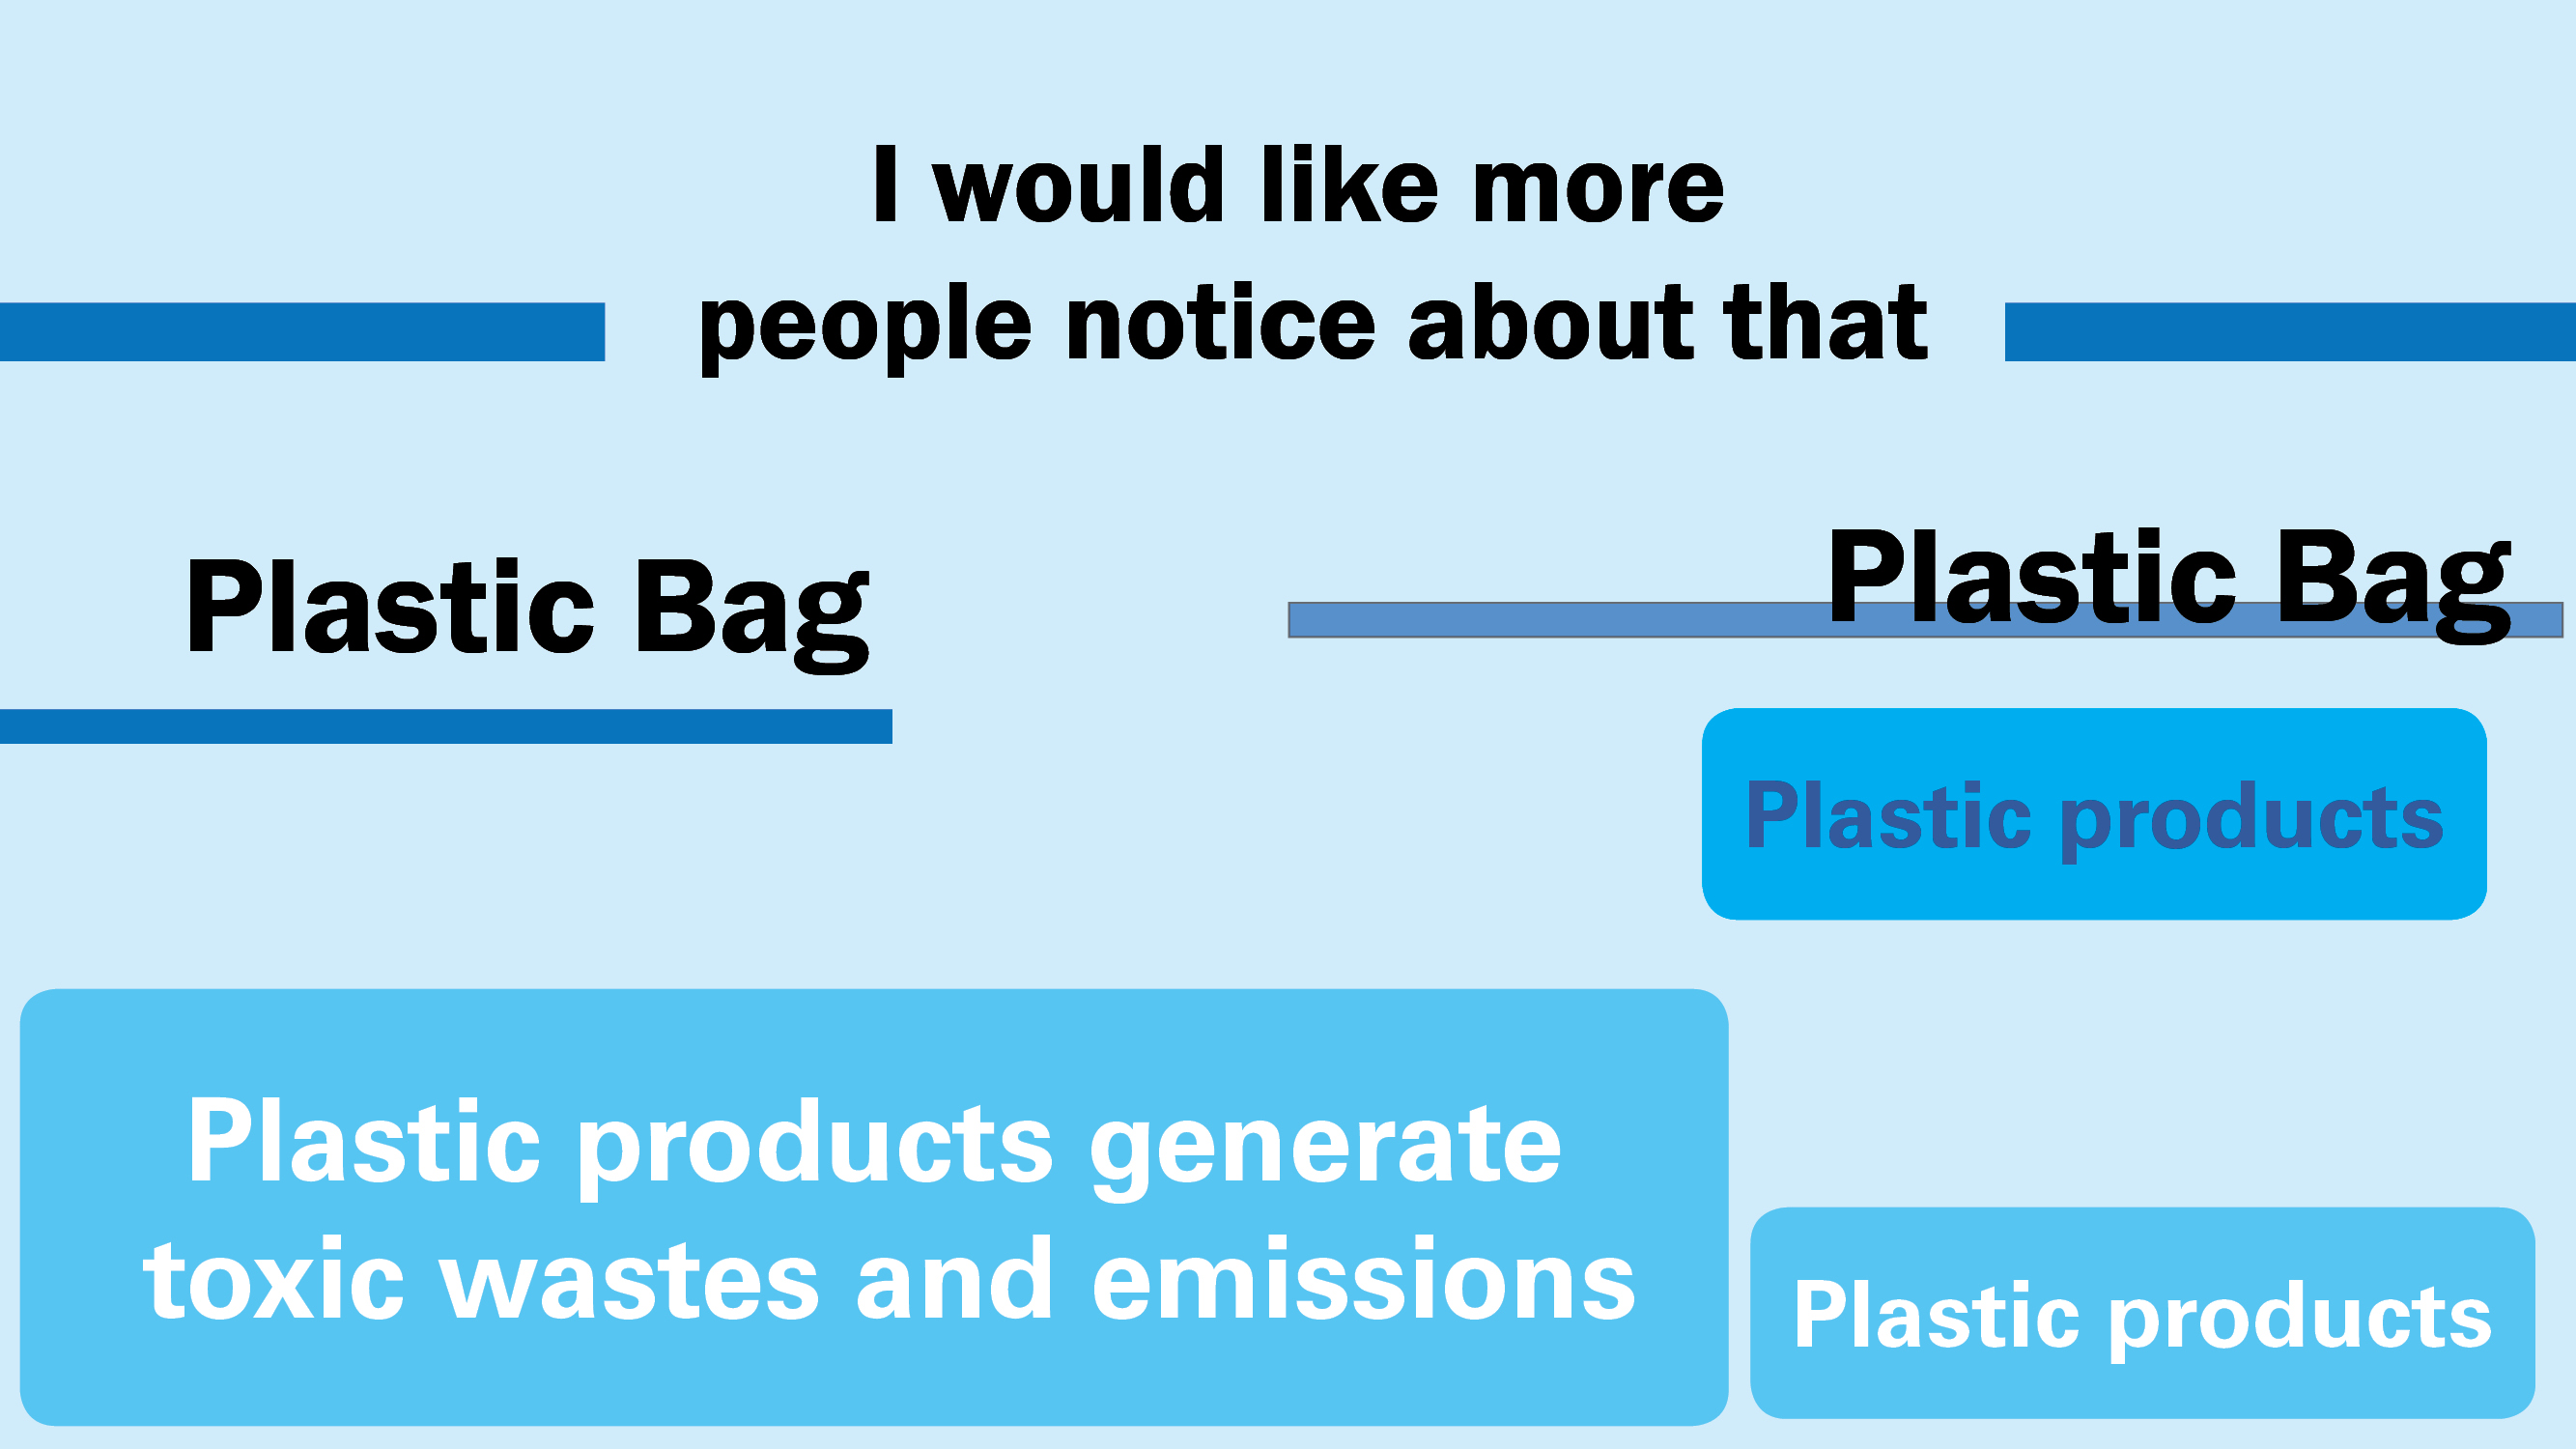 I would like more
people notice about that
Plastic Bag
Plastic Bag
Plastic products
Plastic products generate
toxic wastes and emissions
Plastic products